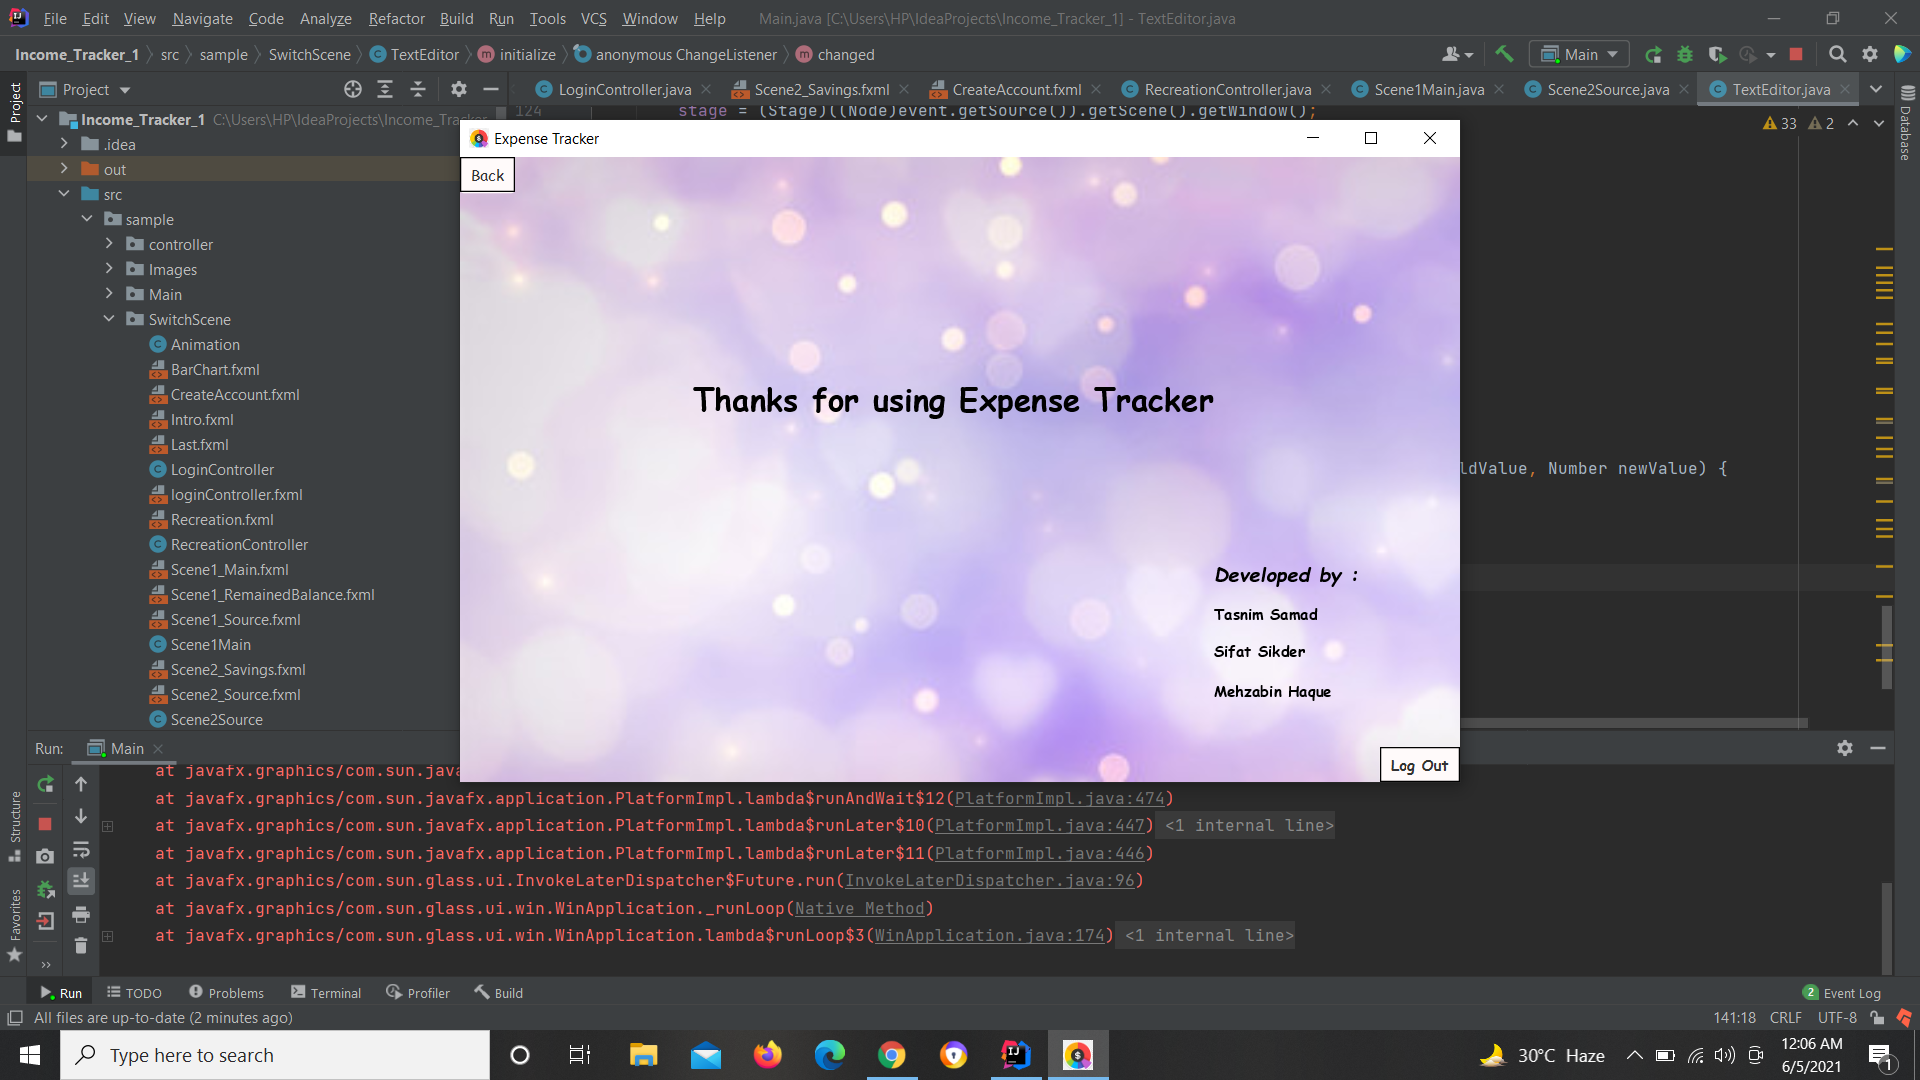 File Edit View Navigate Code Analyze Refactor Build Run Tools VCS Window Help Main.java [C:\Users\HP\IdeaProjects\Income_Tracker_1] - TextEditor.java
Income_Tracker_1 src sample SwitchScene TextEditor initialize anonymous ChangeListener changed
Main
Project
LoginController.java Scene2_Savings.fxml CreateAccount.fxml RecreationController.java Scene1Main.java Scene2Source.java TextEditor.java
Project
Database
124 stage = (Stage)((Node)event.getSource()).getScene().getWindow();
33 2
Income_Tracker_1 C:\Users\HP\IdeaProjects\Income_Tracker
.idea
out
src
sample
controller
Images
Main
SwitchScene
Animation
BarChart.fxml
CreateAccount.fxml
Intro.fxml
Last.fxml
LoginController
loginController.fxml
Recreation.fxml
RecreationController
Scene1_Main.fxml
Scene1_RemainedBalance.fxml
Scene1_Source.fxml
Scene1Main
Scene2_Savings.fxml
Scene2_Source.fxml
Scene2Source
Expense Tracker
Back
Thanks for using Expense Tracker
ldValue, Number newValue) {
Developed by :
Tasnim Samad
Sifat Sikder
Mehzabin Haque
Log Out
Run: Main
at javafx.graphics/com.sun.java
at javafx.graphics/com.sun.javafx.application.PlatformImpl.lambda$runAndWait$12(PlatformImpl.java:474)
at javafx.graphics/com.sun.javafx.application.PlatformImpl.lambda$runLater$10(PlatformImpl.java:447) <1 internal line>
at javafx.graphics/com.sun.javafx.application.PlatformImpl.lambda$runLater$11(PlatformImpl.java:446)
at javafx.graphics/com.sun.glass.ui.InvokeLaterDispatcher$Future.run(InvokeLaterDispatcher.java:96)
at javafx.graphics/com.sun.glass.ui.win.WinApplication._runLoop(Native Method)
at javafx.graphics/com.sun.glass.ui.win.WinApplication.lambda$runLoop$3(WinApplication.java:174) <1 internal line>
Structure
Favorites
Run TODO Problems Terminal Profiler Build 2 Event Log
All files are up-to-date (2 minutes ago) 141:18 CRLF UTF-8
Type here to search
30°C Haze
12:06 AM
6/5/2021
1